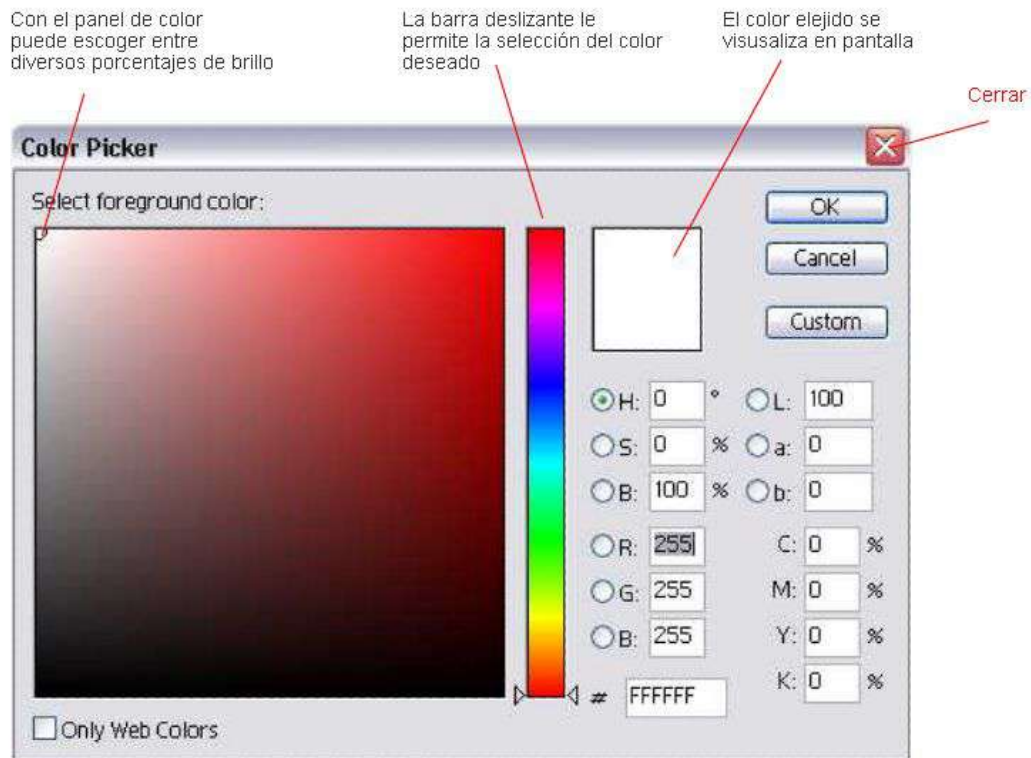 Con el panel de color
puede escoger entre
diversos porcentajes de brillo
La barra deslizante le
permite la selección del color
deseado
El color elejido se
visusaliza en pantalla
Cerrar
Color Picker
Select foreground color:
OK
Cancel
Custom
H: 0 °
L: 100
S: 0 %
a: 0
B: 100 %
b: 0
R: 255
C: 0 %
G: 255
M: 0 %
B: 255
Y: 0 %
# FFFFFF
K: 0 %
Only Web Colors